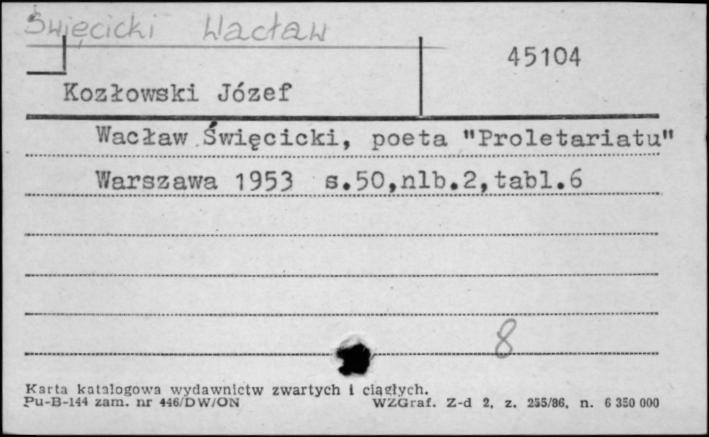 Święcicki Wacław
45104
Kozłowski Józef
Wacław Święcicki, poeta "Proletariatu"
Warszawa 1953 s.50,nlb.2,tabl.6
8
Karta katalogowa wydawnictw zwartych i ciągłych.
Pu-B-144 zam. nr 446/DW/ON WZGraf. Z-d 2, z. 255/86, n. 6 350 000